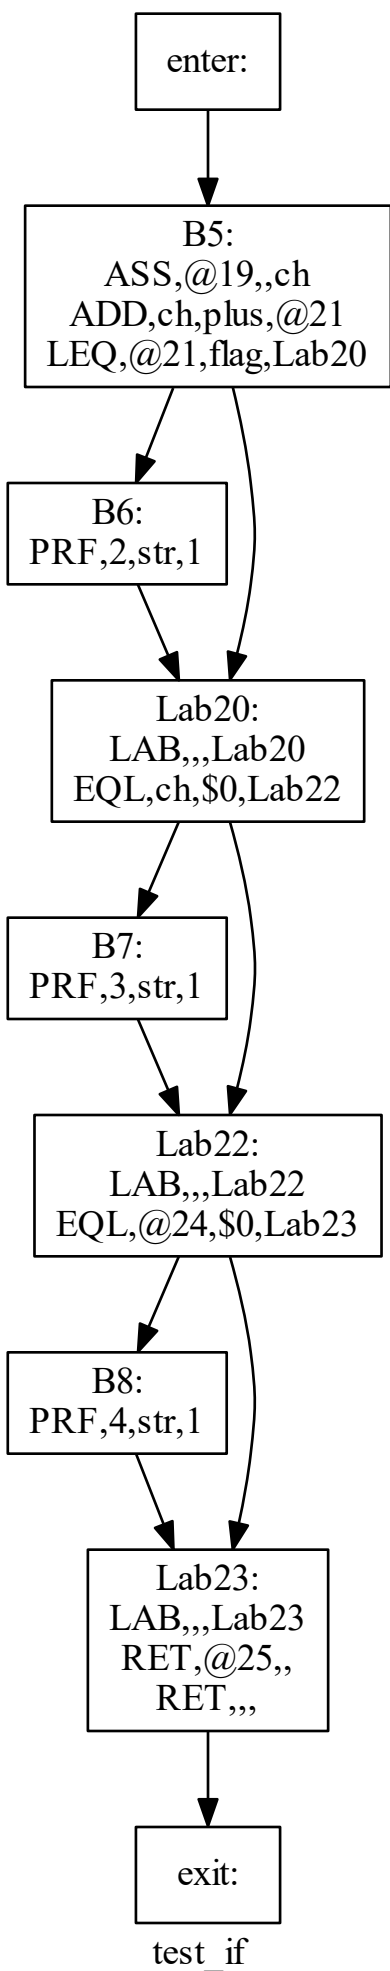 enter:
B5:
ASS,@19,,ch
ADD,ch,plus,@21
LEQ,@21,flag,Lab20
B6:
PRF,2,str,1
Lab20:
LAB,,,Lab20
EQL,ch,$0,Lab22
B7:
PRF,3,str,1
Lab22:
LAB,,,Lab22
EQL,@24,$0,Lab23
B8:
PRF,4,str,1
Lab23:
LAB,,,Lab23
RET,@25,,
RET,,,
exit:
test_if